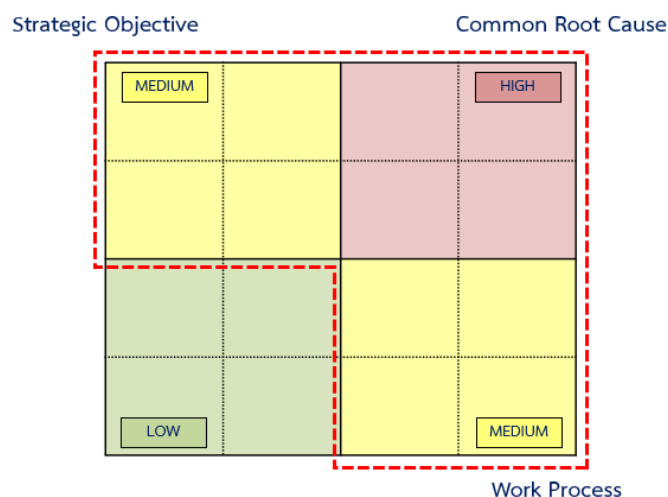 Strategic Objective
Common Root Cause
MEDIUM
HIGH
LOW
MEDIUM
Work Process